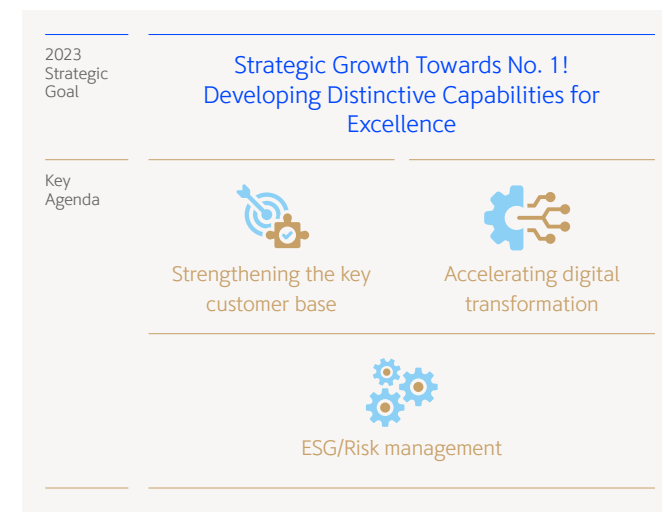 2023
Strategic
Goal
Strategic Growth Towards No. 1!
Developing Distinctive Capabilities for
Excellence
Key
Agenda
Strengthening the key
customer base
Accelerating digital
transformation
ESG/Risk management